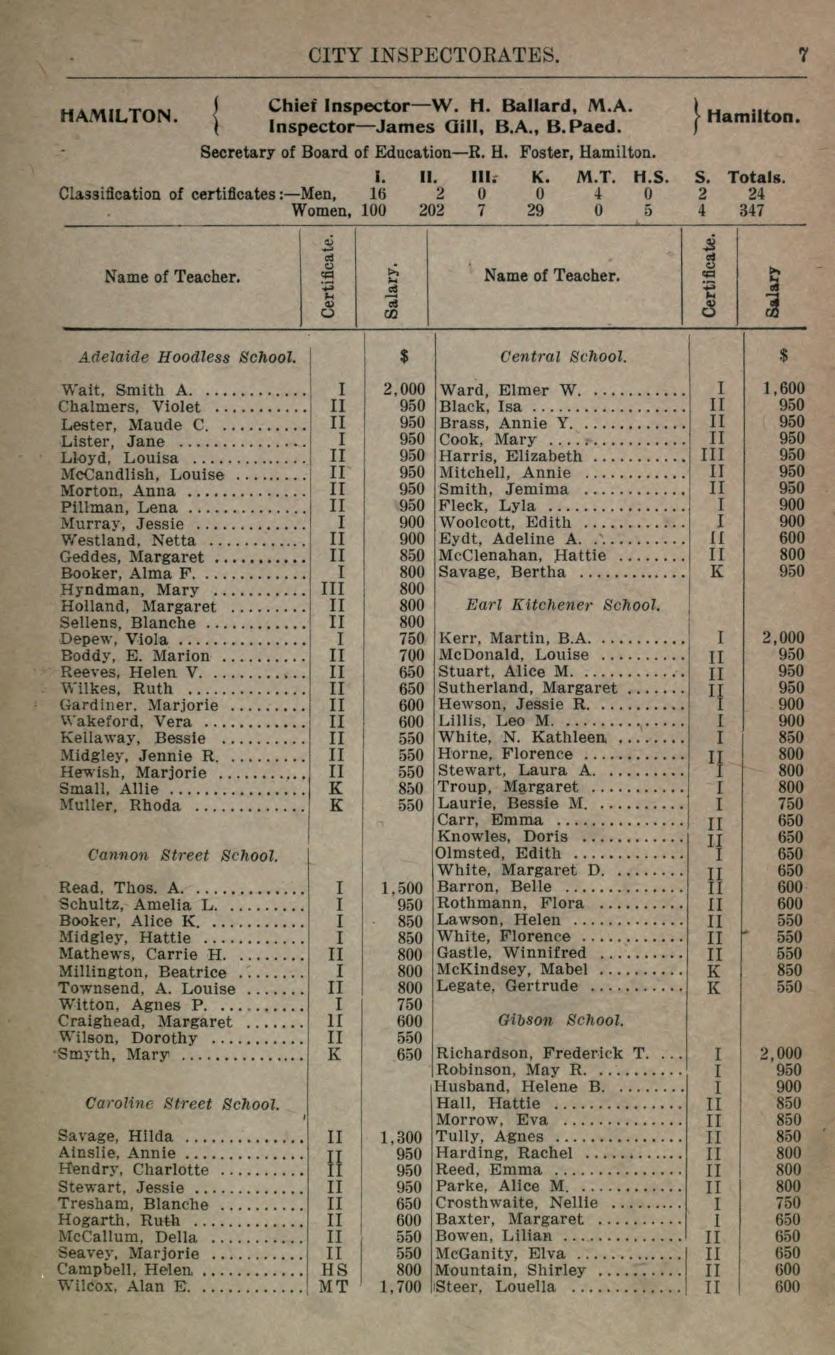 CITY INSPECTORATES. 7
HAMILTON. { Chief Inspector—W. H. Ballard, M.A. } Hamilton.
Inspector—James Gill, B.A., B.Paed.
Secretary of Board of Education—R. H. Foster, Hamilton.
I. II. III. K. M.T. H.S. S. Totals.
Classification of certificates:—Men, 16 2 0 0 4 0 2 24
Women, 100 202 7 29 0 5 4 347
Name of Teacher. Certificate. Salary.
Adelaide Hoodless School. $
Wait, Smith A. ............ I 2,000
Chalmers, Violet ........... II 950
Lester, Maude C. .......... II 950
Lister, Jane .............. I 950
Lloyd, Louisa ............. II 950
McCandlish, Louise ......... II 950
Morton, Anna .............. II 950
Pillman, Lena ............. II 950
Murray, Jessie ............. I 900
Westland, Netta ............ II 900
Geddes, Margaret ........... II 850
Booker, Alma F. ............ I 800
Hyndman, Mary ........... III 800
Holland, Margaret ......... II 800
Sellens, Blanche ............ II 800
Depew, Viola ............... I 750
Boddy, E. Marion .......... II 700
Reeves, Helen V. ........... II 650
Wilkes, Ruth .............. II 650
Gardiner, Marjorie ......... II 600
Wakeford, Vera ............ II 600
Kellaway, Bessie .......... II 550
Midgley, Jennie R. ......... II 550
Hewish, Marjorie .......... II 550
Small, Allie ................ K 850
Muller, Rhoda ............. K 550
Cannon Street School.
Read, Thos. A. ............. I 1,500
Schultz, Amelia L. ......... I 950
Booker, Alice K. ........... I 850
Midgley, Hattie ............ I 850
Mathews, Carrie H. ........ II 800
Millington, Beatrice ........ I 800
Townsend, A. Louise ....... II 800
Witton, Agnes P. .......... I 750
Craighead, Margaret ....... II 600
Wilson, Dorothy ........... II 550
Smyth, Mary ............... K 650
Caroline Street School.
Savage, Hilda .............. II 1,300
Ainslie, Annie .............. II 950
Hendry, Charlotte .......... II 950
Stewart, Jessie ............. II 950
Tresham, Blanche .......... II 650
Hogarth, Ruth ............. II 600
McCallum, Della ........... II 550
Seavey, Marjorie ........... II 550
Campbell, Helen ............ HS 800
Wilcox, Alan E. ............ MT 1,700
Name of Teacher. Certificate. Salary
Central School. $
Ward, Elmer W. ........... I 1,600
Black, Isa .................. II 950
Brass, Annie Y. ............ II 950
Cook, Mary ................ II 950
Harris, Elizabeth .......... III 950
Mitchell, Annie ............ II 950
Smith, Jemima ............ II 950
Fleck, Lyla ................ I 900
Woolcott, Edith ............ I 900
Eydt, Adeline A. ........... II 600
McClenahan, Hattie ........ II 800
Savage, Bertha ............. K 950
Earl Kitchener School.
Kerr, Martin, B.A. .......... I 2,000
McDonald, Louise .......... II 950
Stuart, Alice M. ............ II 950
Sutherland, Margaret ....... II 950
Hewson, Jessie R. .......... I 900
Lillis, Leo M. .............. I 900
White, N. Kathleen ........ I 850
Horne, Florence ............ II 800
Stewart, Laura A. ......... I 800
Troup, Margaret ........... I 800
Laurie, Bessie M. .......... I 750
Carr, Emma ............... II 650
Knowles, Doris ............ II 650
Olmsted, Edith ............. I 650
White, Margaret D. ........ II 650
Barron, Belle .............. II 600
Rothmann, Flora .......... II 600
Lawson, Helen ............. II 550
White, Florence ............ II 550
Gastle, Winnifred .......... II 550
McKindsey, Mabel ......... K 850
Legate, Gertrude ........... K 550
Gibson School.
Richardson, Frederick T. ... I 2,000
Robinson, May R. .......... I 950
Husband, Helene B. ........ I 900
Hall, Hattie ............... II 850
Morrow, Eva .............. II 850
Tully, Agnes ............... II 850
Harding, Rachel ........... II 800
Reed, Emma ............... II 800
Parke, Alice M. ............ II 800
Crosthwaite, Nellie ......... I 750
Baxter, Margaret .......... I 650
Bowen, Lilian .............. II 650
McGanity, Elva ............ II 650
Mountain, Shirley .......... II 600
Steer, Louella ............. II 600